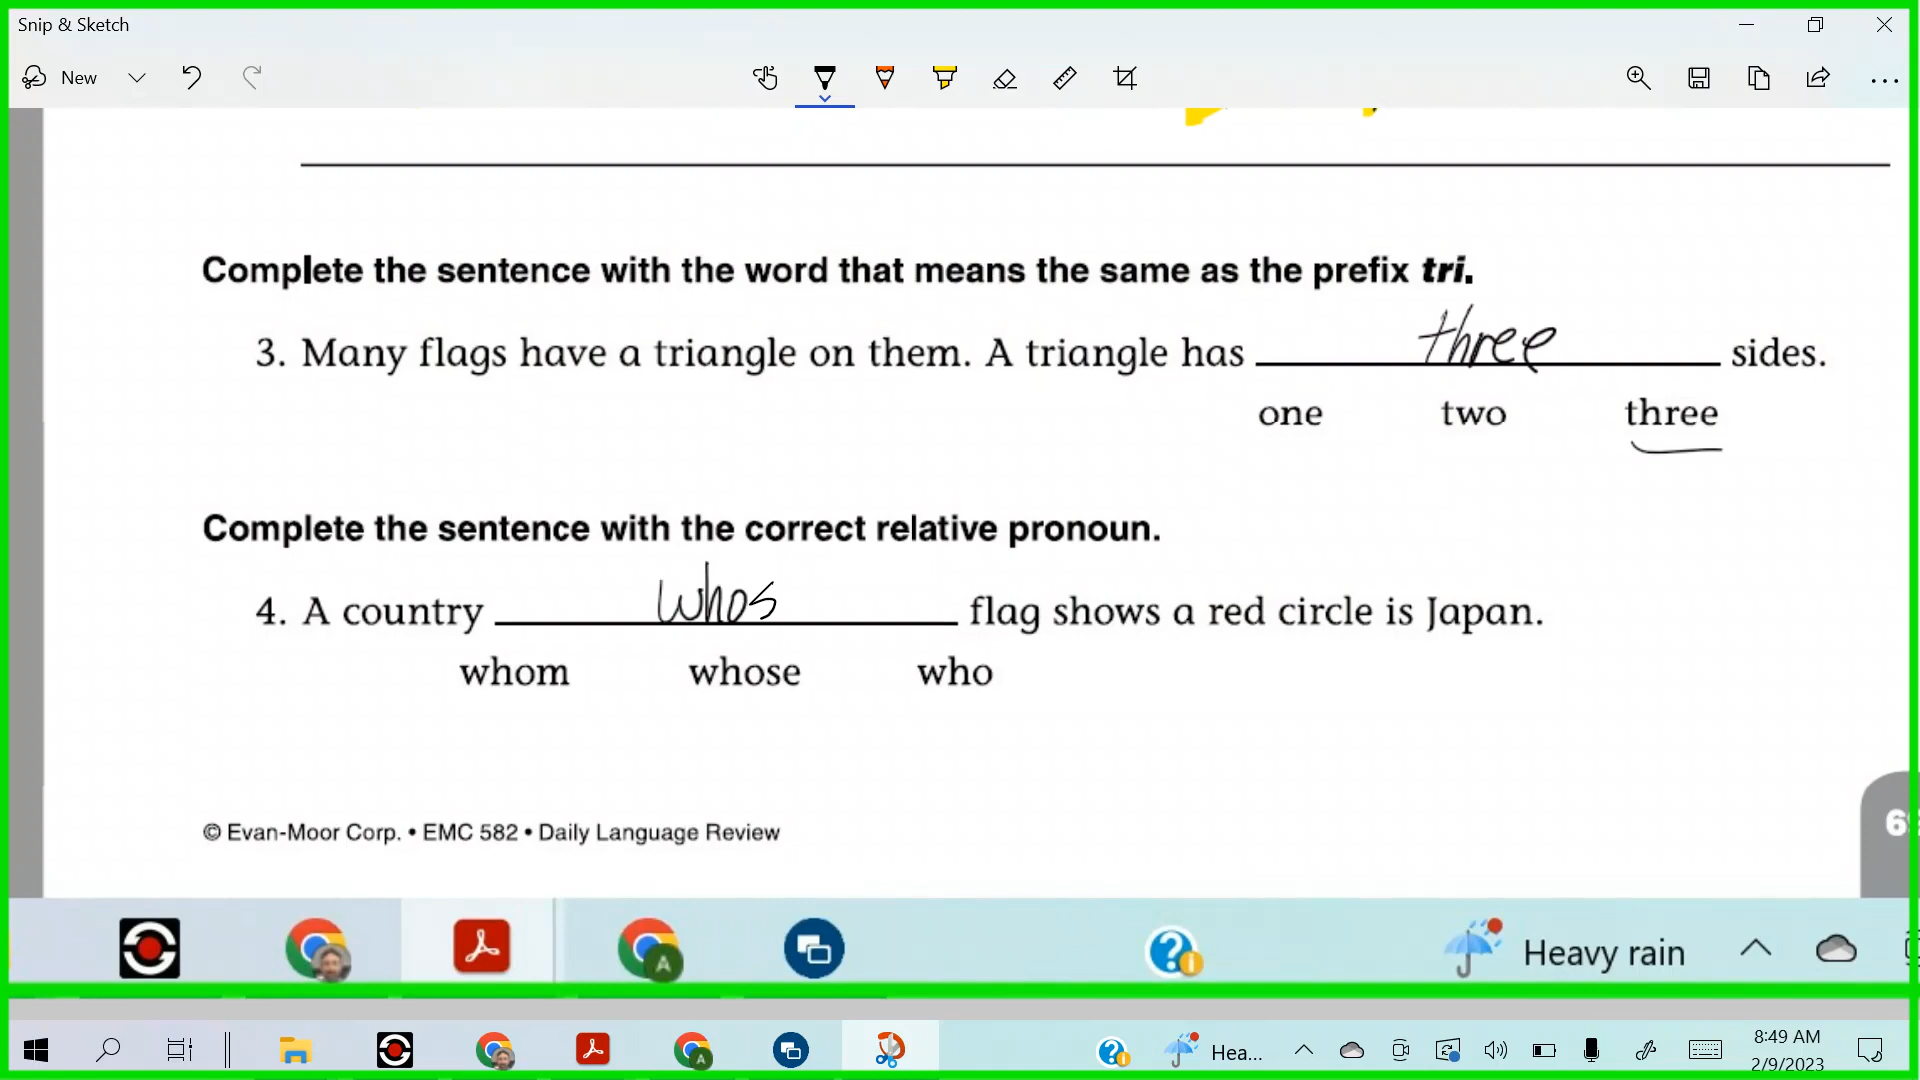 Snip & Sketch
New
Complete the sentence with the word that means the same as the prefix tri.
3. Many flags have a triangle on them. A triangle has three sides.
one two three
Complete the sentence with the correct relative pronoun.
4. A country whos flag shows a red circle is Japan.
whom whose who
© Evan-Moor Corp. • EMC 582 • Daily Language Review
A
Heavy rain
A
Hea...
8:49 AM
2/9/2023